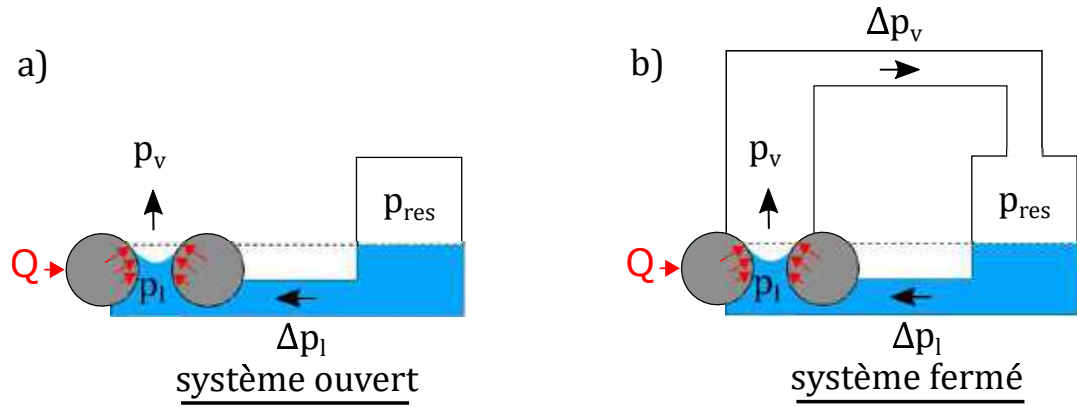 a)
p_v
p_res
Q
p_l
Δp_l
système ouvert
b)
Δp_v
p_v
p_res
Q
p_l
Δp_l
système fermé